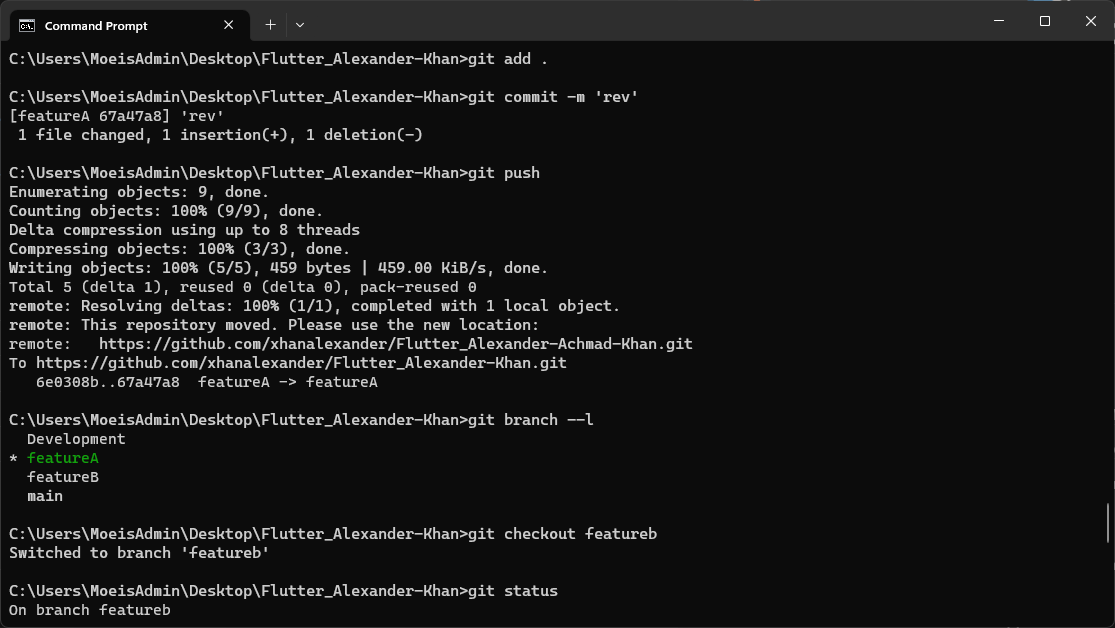 Command Prompt
C:\Users\MoeisAdmin\Desktop\Flutter_Alexander-Khan>git add .
C:\Users\MoeisAdmin\Desktop\Flutter_Alexander-Khan>git commit -m 'rev'
[featureA 67a47a8] 'rev'
1 file changed, 1 insertion(+), 1 deletion(-)
C:\Users\MoeisAdmin\Desktop\Flutter_Alexander-Khan>git push
Enumerating objects: 9, done.
Counting objects: 100% (9/9), done.
Delta compression using up to 8 threads
Compressing objects: 100% (3/3), done.
Writing objects: 100% (5/5), 459 bytes | 459.00 KiB/s, done.
Total 5 (delta 1), reused 0 (delta 0), pack-reused 0
remote: Resolving deltas: 100% (1/1), completed with 1 local object.
remote: This repository moved. Please use the new location:
remote:   https://github.com/xhanalexander/Flutter_Alexander-Achmad-Khan.git
To https://github.com/xhanalexander/Flutter_Alexander-Khan.git
6e0308b..67a47a8  featureA -> featureA
C:\Users\MoeisAdmin\Desktop\Flutter_Alexander-Khan>git branch --l
Development
* featureA
featureB
main
C:\Users\MoeisAdmin\Desktop\Flutter_Alexander-Khan>git checkout featureb
Switched to branch 'featureb'
C:\Users\MoeisAdmin\Desktop\Flutter_Alexander-Khan>git status
On branch featureb